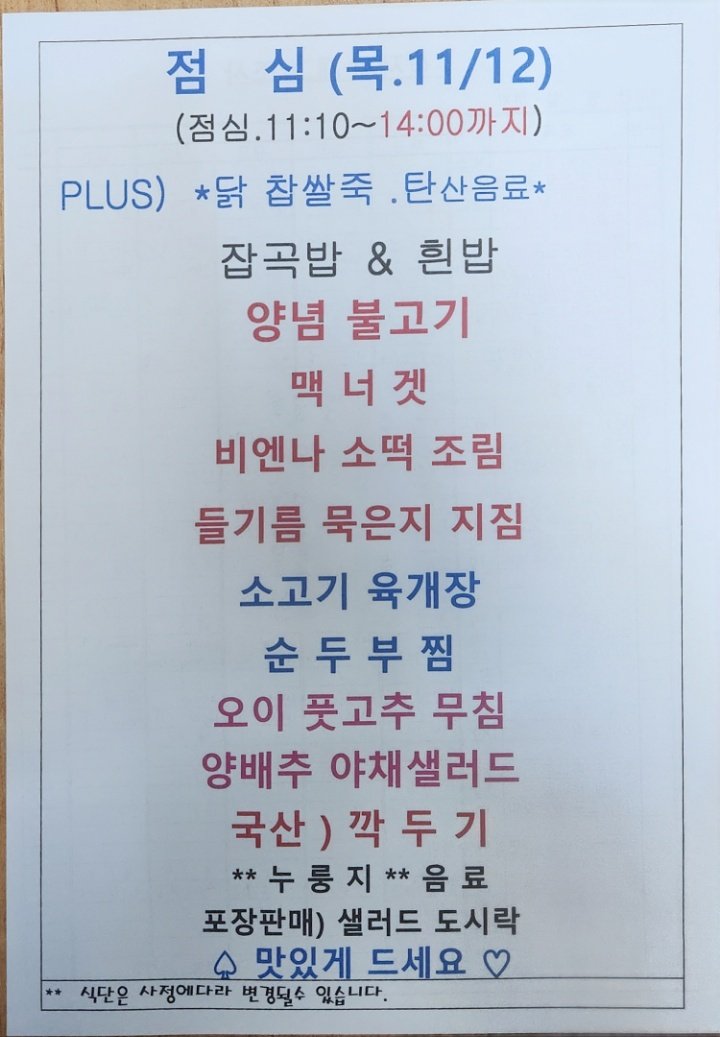 점 심 (목.11/12)
(점심.11:10~14:00까지)
PLUS) *닭 찹쌀죽 .탄산음료*
잡곡밥 & 흰밥
양념 불고기
맥 너 겟
비엔나 소떡 조림
들기름 묵은지 지짐
소고기 육개장
순 두 부 찜
오이 풋고추 무침
양배추 야채샐러드
국산 ) 깍 두 기
** 누 룽 지 ** 음 료
포장판매) 샐러드 도시락
♤ 맛있게 드세요 ♡
** 식단은 사정에다라 변경될수 있습니다.